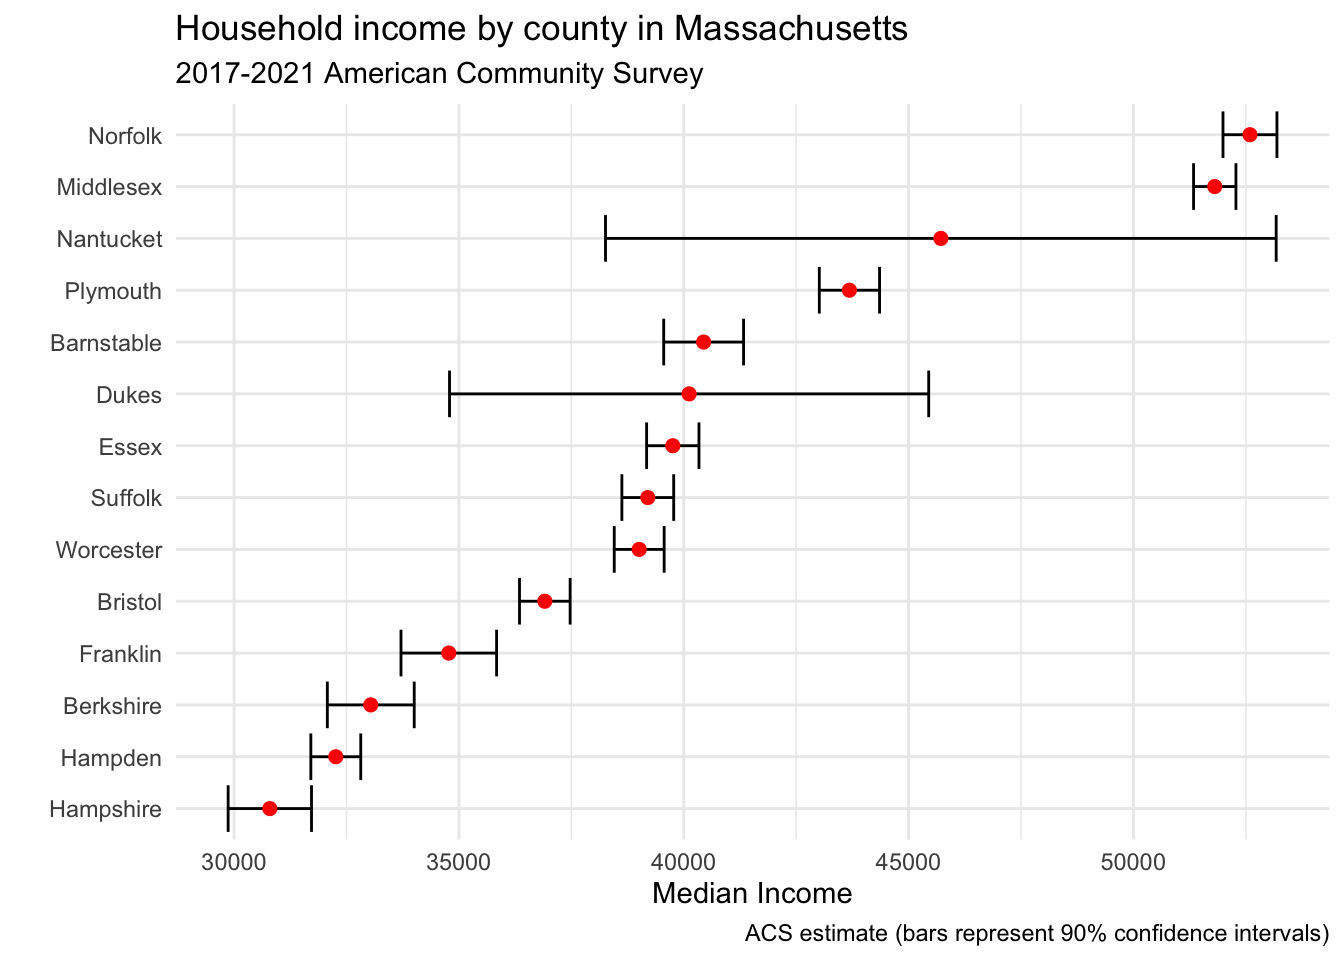 Household income by county in Massachusetts
2017-2021 American Community Survey
Norfolk
Middlesex
Nantucket
Plymouth
Barnstable
Dukes
Essex
Suffolk
Worcester
Bristol
Franklin
Berkshire
Hampden
Hampshire
30000 35000 40000 45000 50000
Median Income
ACS estimate (bars represent 90% confidence intervals)